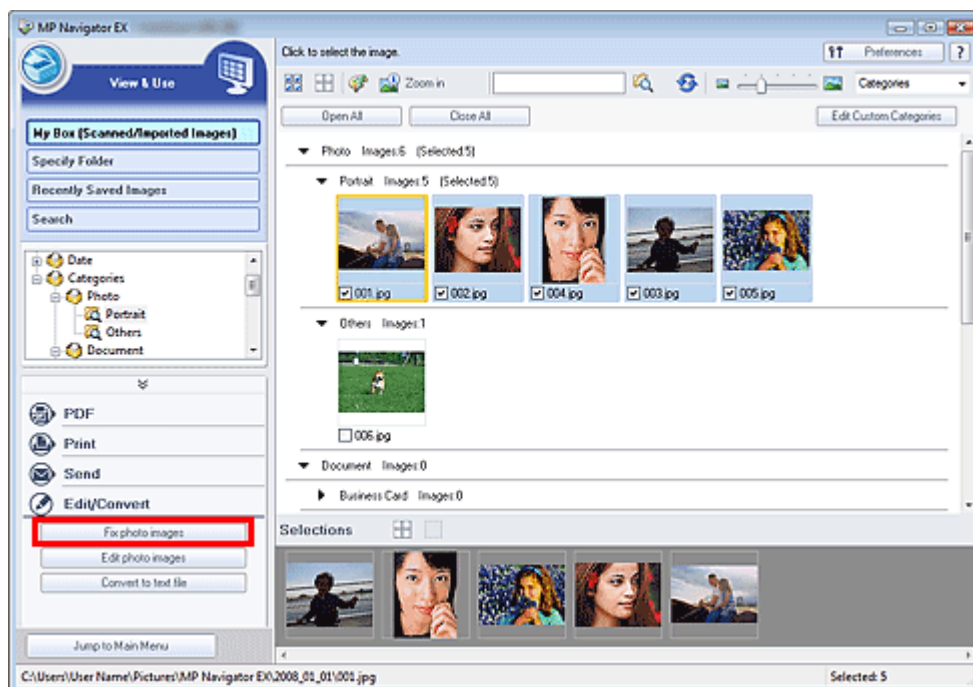 MP Navigator EX
View & Use
Click to select the image.
Preferences
?
Zoom in
Categories
Open All
Close All
Edit Custom Categories
My Box (Scanned/Imported Images)
Specify Folder
Recently Saved Images
Search
Date
Categories
Photo
Portrait
Others
Document
Photo Images:6 (Selected:5)
Portrait Images:5 (Selected:5)
001.jpg
002.jpg
004.jpg
003.jpg
005.jpg
Others Images:1
006.jpg
Document Images:0
Business Card Images:0
PDF
Print
Send
Edit/Convert
Fix photo images
Edit photo images
Convert to text file
Jump to Main Menu
Selections
C:\Users\User Name\Pictures\MP Navigator EX\2008_01_01\001.jpg
Selected: 5